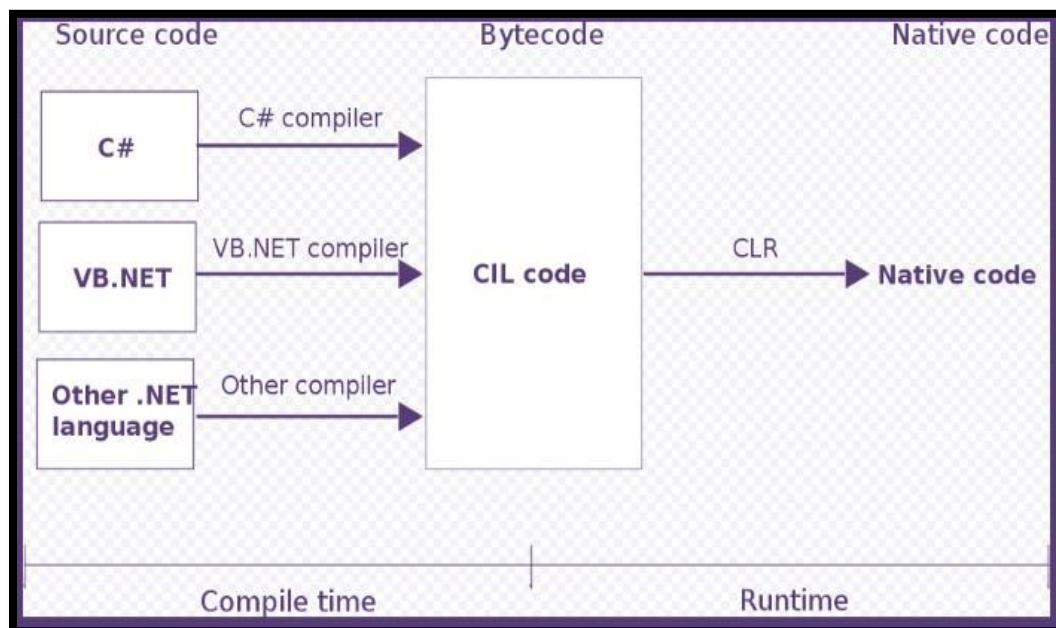 Source code
Bytecode
Native code
C#
C# compiler
VB.NET
VB.NET compiler
CIL code
CLR
Native code
Other .NET
language
Other compiler
Compile time
Runtime